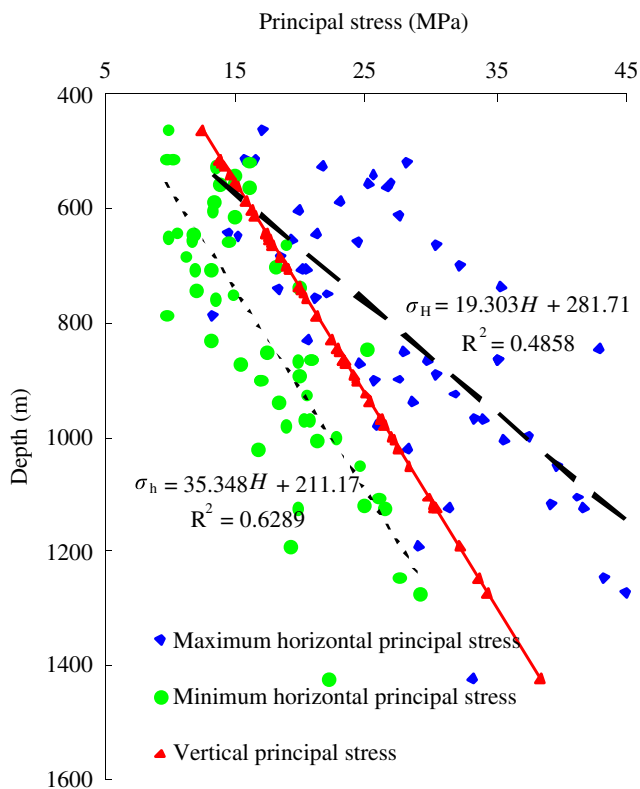 Principal stress (MPa)
5 15 25 35 45
400
600
800
1000
1200
1400
1600
Depth (m)
σH = 19.303H + 281.71
R² = 0.4858
σh = 35.348H + 211.17
R² = 0.6289
Maximum horizontal principal stress
Minimum horizontal principal stress
Vertical principal stress